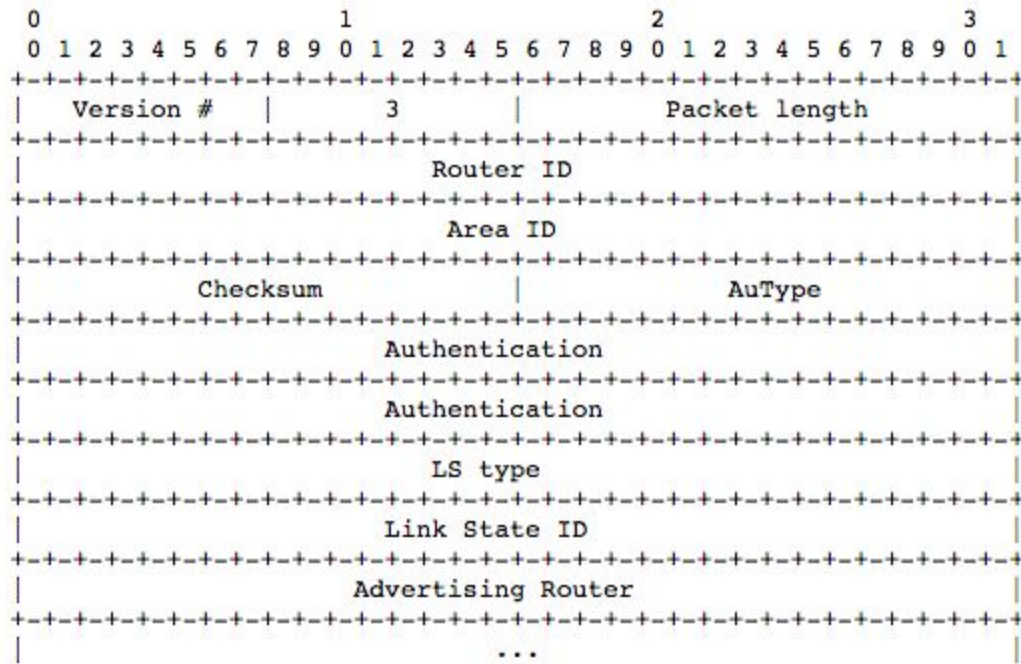 0                   1                   2                   3
0 1 2 3 4 5 6 7 8 9 0 1 2 3 4 5 6 7 8 9 0 1 2 3 4 5 6 7 8 9 0 1
+-+-+-+-+-+-+-+-+-+-+-+-+-+-+-+-+-+-+-+-+-+-+-+-+-+-+-+-+-+-+-+-+
|   Version #   |       3       |         Packet length         |
+-+-+-+-+-+-+-+-+-+-+-+-+-+-+-+-+-+-+-+-+-+-+-+-+-+-+-+-+-+-+-+-+
|                          Router ID                            |
+-+-+-+-+-+-+-+-+-+-+-+-+-+-+-+-+-+-+-+-+-+-+-+-+-+-+-+-+-+-+-+-+
|                           Area ID                             |
+-+-+-+-+-+-+-+-+-+-+-+-+-+-+-+-+-+-+-+-+-+-+-+-+-+-+-+-+-+-+-+-+
|           Checksum            |             AuType            |
+-+-+-+-+-+-+-+-+-+-+-+-+-+-+-+-+-+-+-+-+-+-+-+-+-+-+-+-+-+-+-+-+
|                       Authentication                          |
+-+-+-+-+-+-+-+-+-+-+-+-+-+-+-+-+-+-+-+-+-+-+-+-+-+-+-+-+-+-+-+-+
|                       Authentication                          |
+-+-+-+-+-+-+-+-+-+-+-+-+-+-+-+-+-+-+-+-+-+-+-+-+-+-+-+-+-+-+-+-+
|                          LS type                              |
+-+-+-+-+-+-+-+-+-+-+-+-+-+-+-+-+-+-+-+-+-+-+-+-+-+-+-+-+-+-+-+-+
|                       Link State ID                           |
+-+-+-+-+-+-+-+-+-+-+-+-+-+-+-+-+-+-+-+-+-+-+-+-+-+-+-+-+-+-+-+-+
|                     Advertising Router                        |
+-+-+-+-+-+-+-+-+-+-+-+-+-+-+-+-+-+-+-+-+-+-+-+-+-+-+-+-+-+-+-+-+
|                              ...                              |